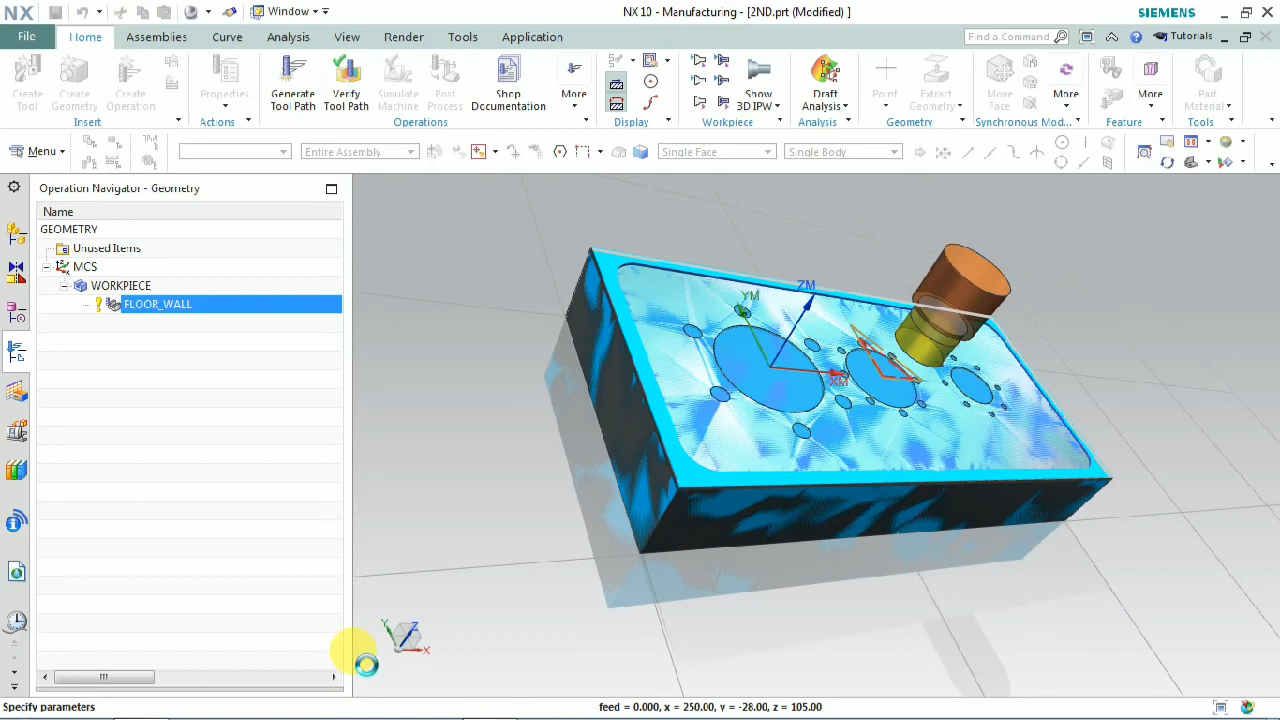 NX
Window
NX 10 - Manufacturing - [2ND.prt (Modified) ]
SIEMENS
File
Home
Assemblies
Curve
Analysis
View
Render
Tools
Application
Find a Command
Tutorials
Create Tool
Create Geometry
Create Operation
Properties
Generate Tool Path
Verify Tool Path
Simulate Machine
Post Process
Shop Documentation
More
Show 3D IPW
Draft Analysis
Point
Extract Geometry
More Face
More
More
Part Material
Insert
Actions
Operations
Display
Workpiece
Analysis
Geometry
Synchronous Mod...
Feature
Tools
Menu
Entire Assembly
Single Face
Single Body
Operation Navigator - Geometry
Name
GEOMETRY
Unused Items
MCS
WORKPIECE
FLOOR_WALL
ZM
YM
XM
Y
Z
X
Specify parameters
feed = 0.000, x = 250.00, y = -28.00, z = 105.00